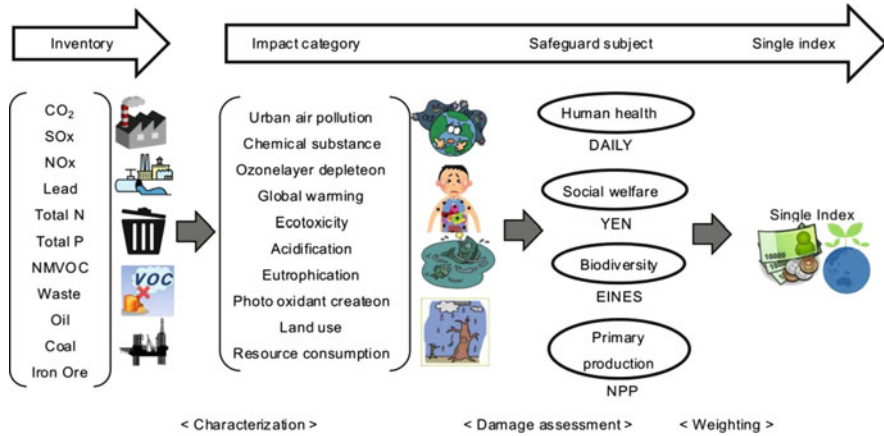 Inventory
Impact category
Safeguard subject
Single index
CO₂
SOx
NOx
Lead
Total N
Total P
NMVOC
Waste
Oil
Coal
Iron Ore
VOC
Urban air pollution
Chemical substance
Ozonelayer depleteon
Global warming
Ecotoxicity
Acidification
Eutrophication
Photo oxidant createon
Land use
Resource consumption
Human health
DAILY
Social welfare
YEN
Biodiversity
EINES
Primary
production
NPP
Single Index
10000
< Characterization >
< Damage assessment >
< Weighting >